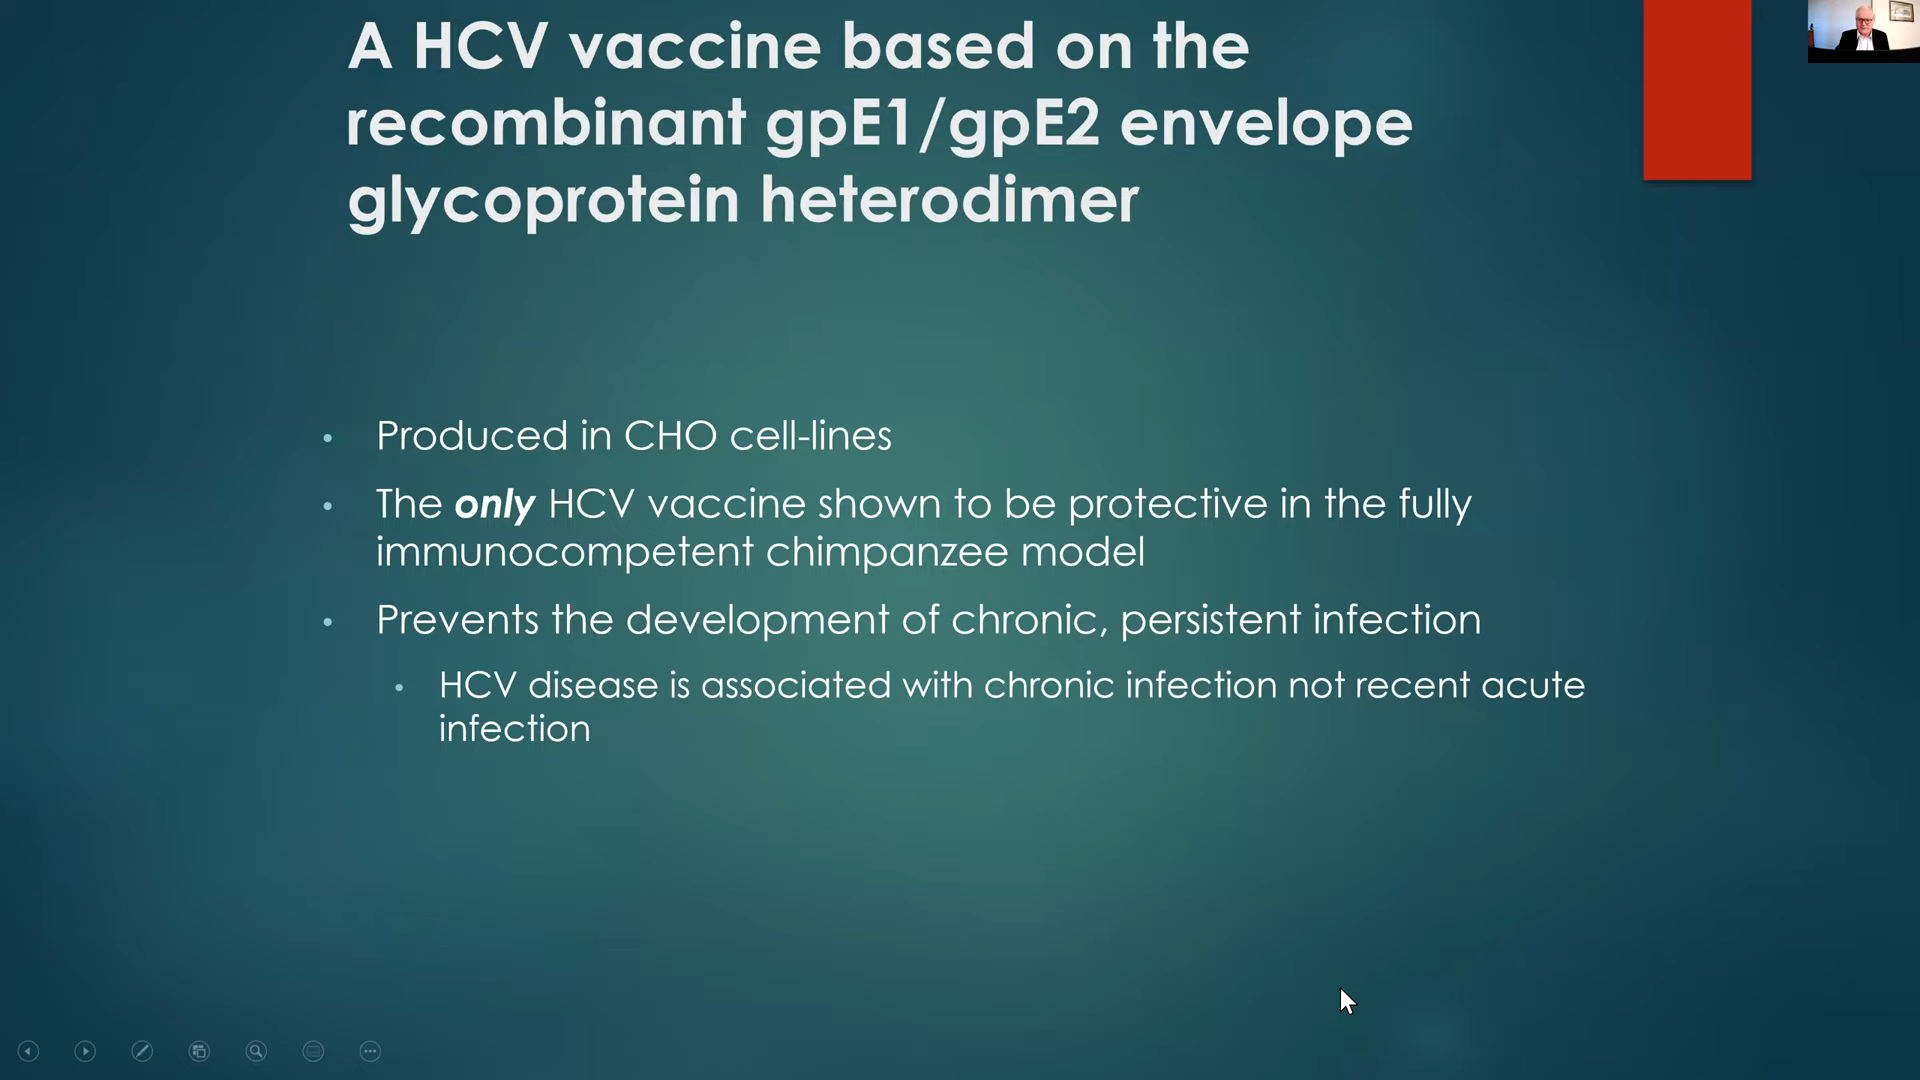 A HCV vaccine based on the
recombinant gpE1/gpE2 envelope
glycoprotein heterodimer
• Produced in CHO cell-lines
• The only HCV vaccine shown to be protective in the fully
immunocompetent chimpanzee model
• Prevents the development of chronic, persistent infection
• HCV disease is associated with chronic infection not recent acute
infection